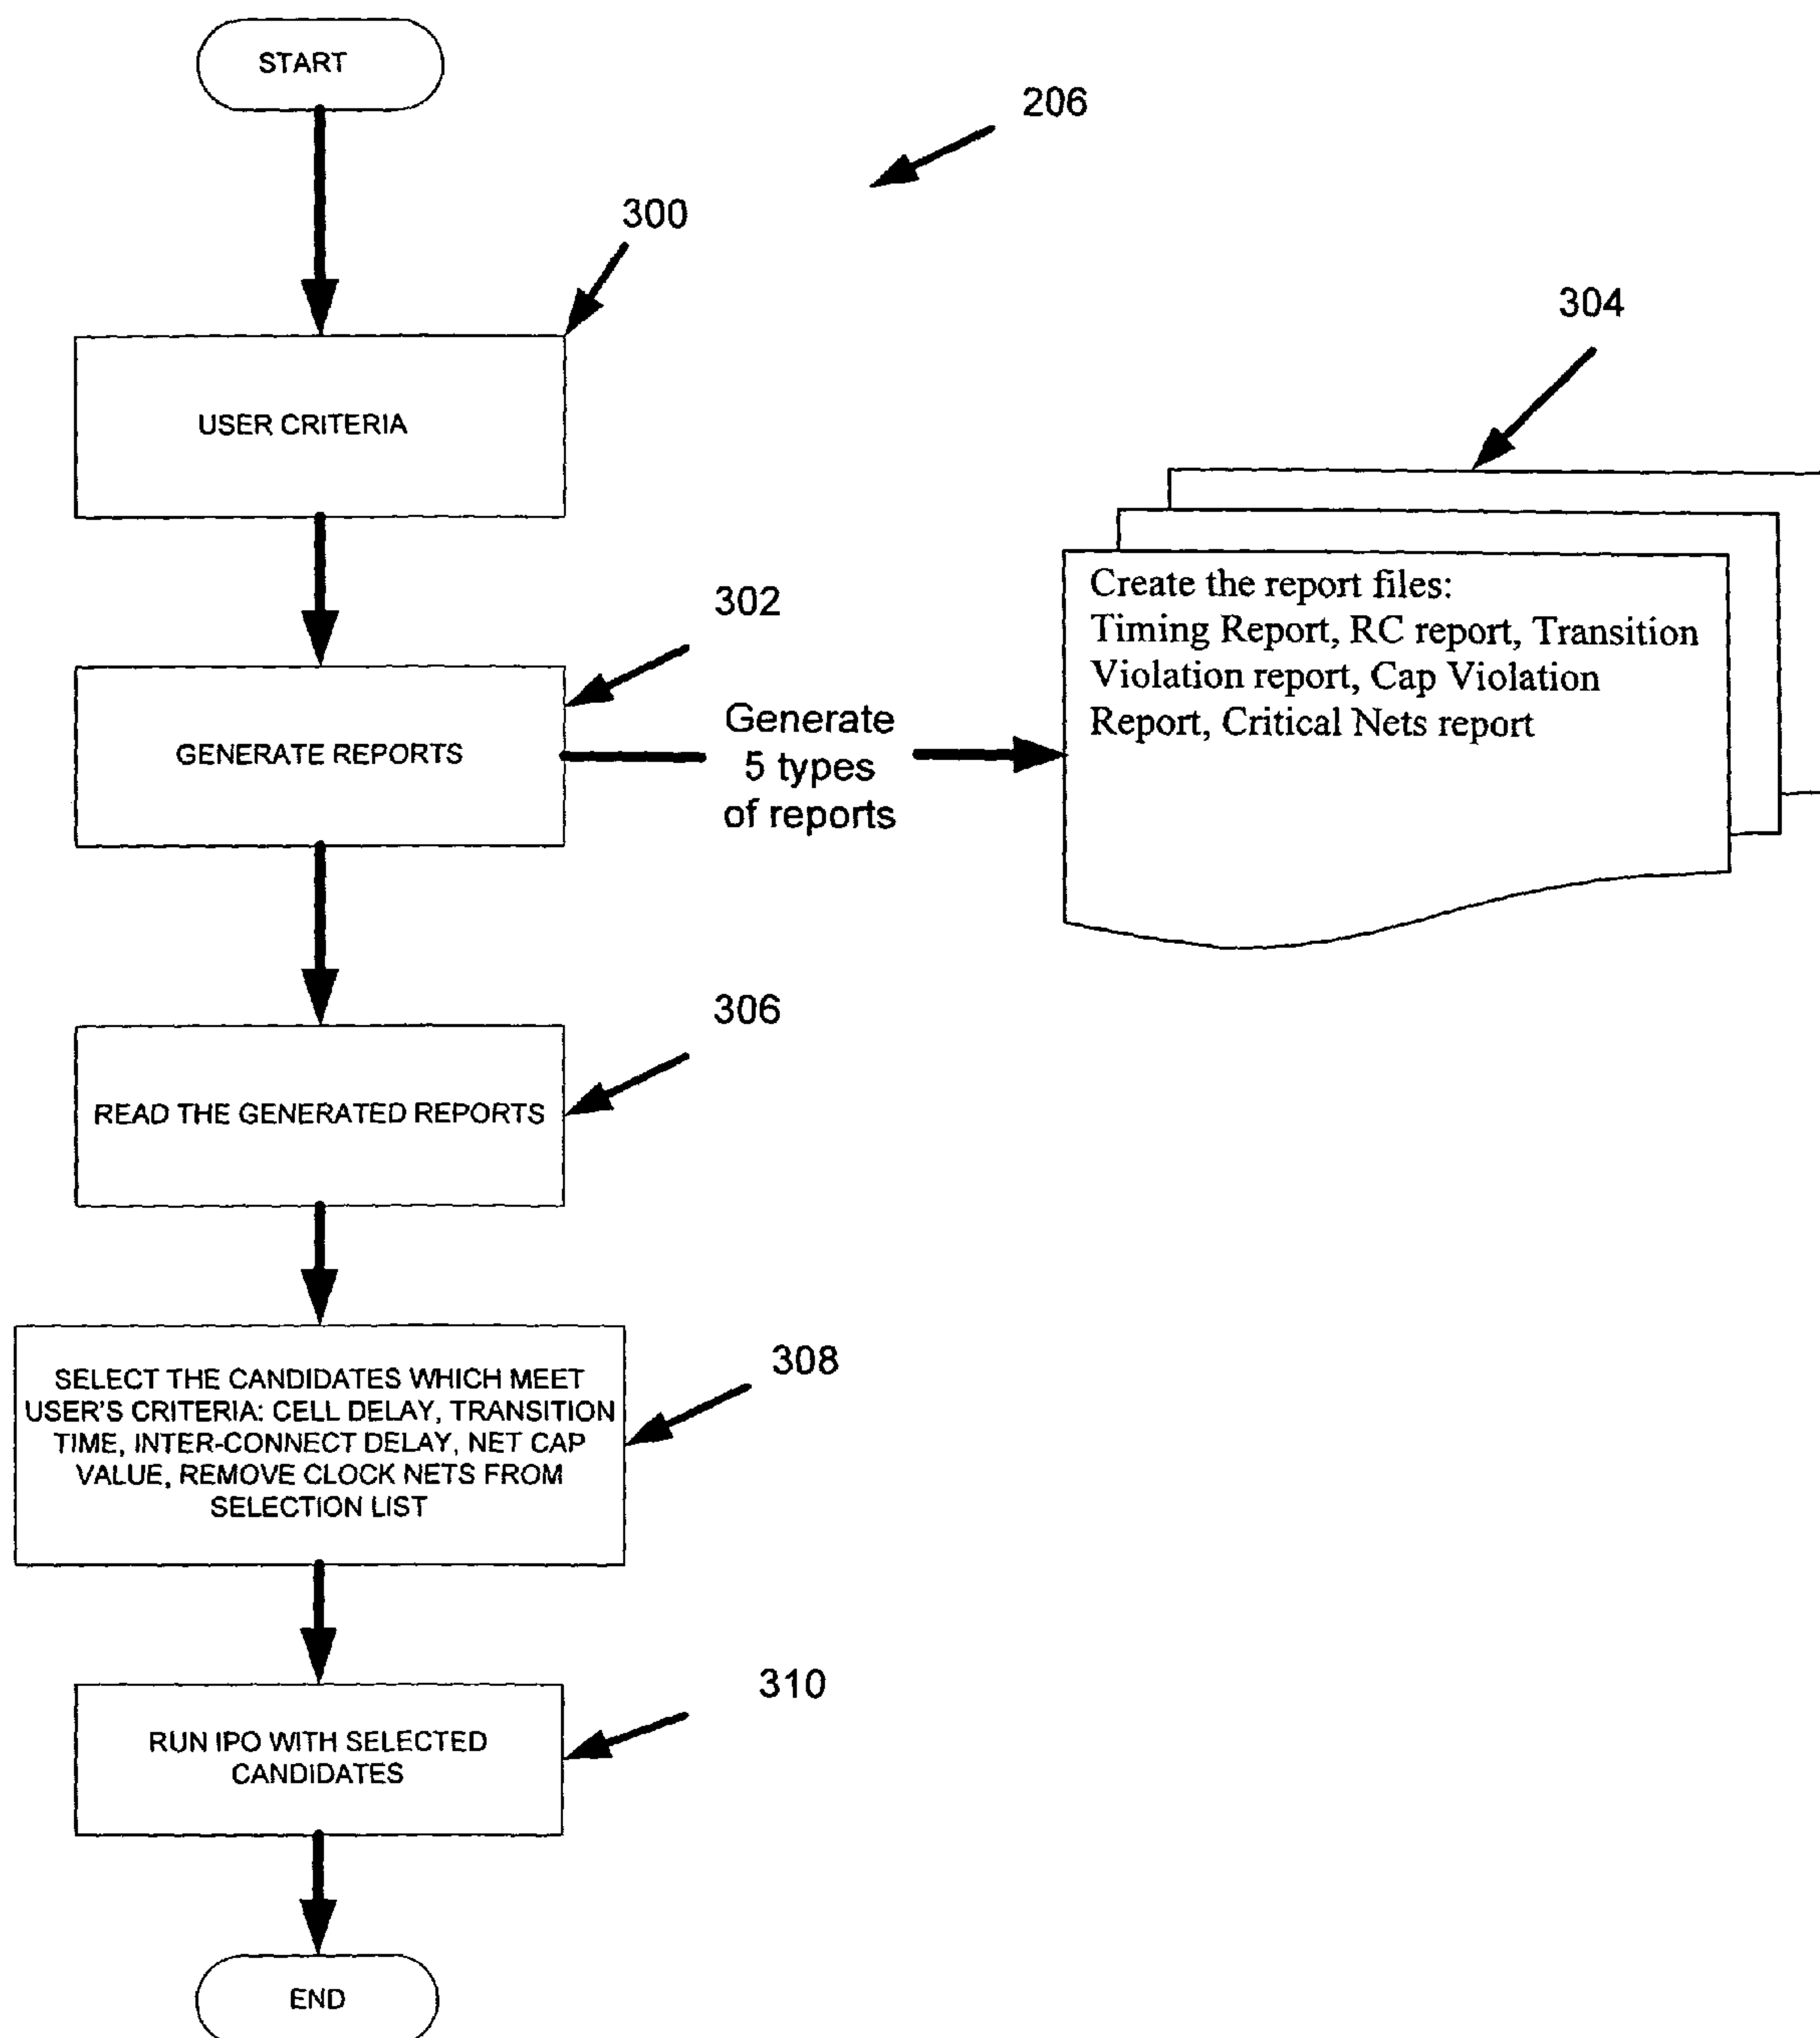 START
206
300
USER CRITERIA
304
302
GENERATE REPORTS
Generate
5 types
of reports
Create the report files:
Timing Report, RC report, Transition
Violation report, Cap Violation
Report, Critical Nets report
306
READ THE GENERATED REPORTS
308
SELECT THE CANDIDATES WHICH MEET
USER'S CRITERIA: CELL DELAY, TRANSITION
TIME, INTER-CONNECT DELAY, NET CAP
VALUE, REMOVE CLOCK NETS FROM
SELECTION LIST
310
RUN IPO WITH SELECTED
CANDIDATES
END